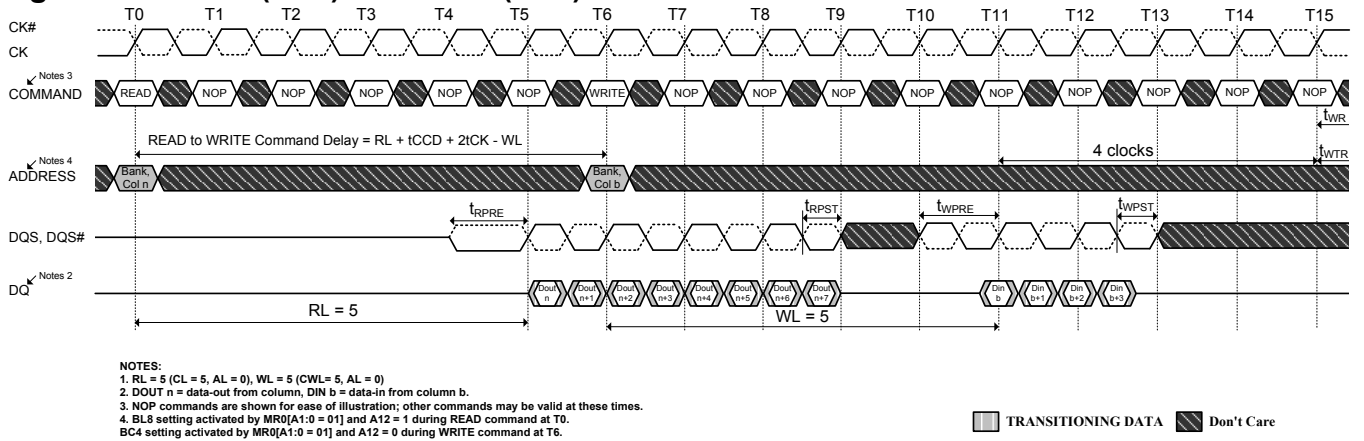 T0 T1 T2 T3 T4 T5 T6 T7 T8 T9 T10 T11 T12 T13 T14 T15
CK#
CK
Notes 3
COMMAND READ NOP NOP NOP NOP NOP WRITE NOP NOP NOP NOP NOP NOP NOP NOP NOP
tWR
READ to WRITE Command Delay = RL + tCCD + 2tCK - WL
4 clocks tWTR
Notes 4
ADDRESS Bank, Col n Bank, Col b
tRPRE tRPST tWPRE tWPST
DQS, DQS#
Notes 2
DQ Dout n Dout n+1 Dout n+2 Dout n+3 Dout n+4 Dout n+5 Dout n+6 Dout n+7 Din b Din b+1 Din b+2 Din b+3
RL = 5 WL = 5
NOTES:
1. RL = 5 (CL = 5, AL = 0), WL = 5 (CWL= 5, AL = 0)
2. DOUT n = data-out from column, DIN b = data-in from column b.
3. NOP commands are shown for ease of illustration; other commands may be valid at these times.
4. BL8 setting activated by MR0[A1:0 = 01] and A12 = 1 during READ command at T0.
BC4 setting activated by MR0[A1:0 = 01] and A12 = 0 during WRITE command at T6.
TRANSITIONING DATA Don't Care